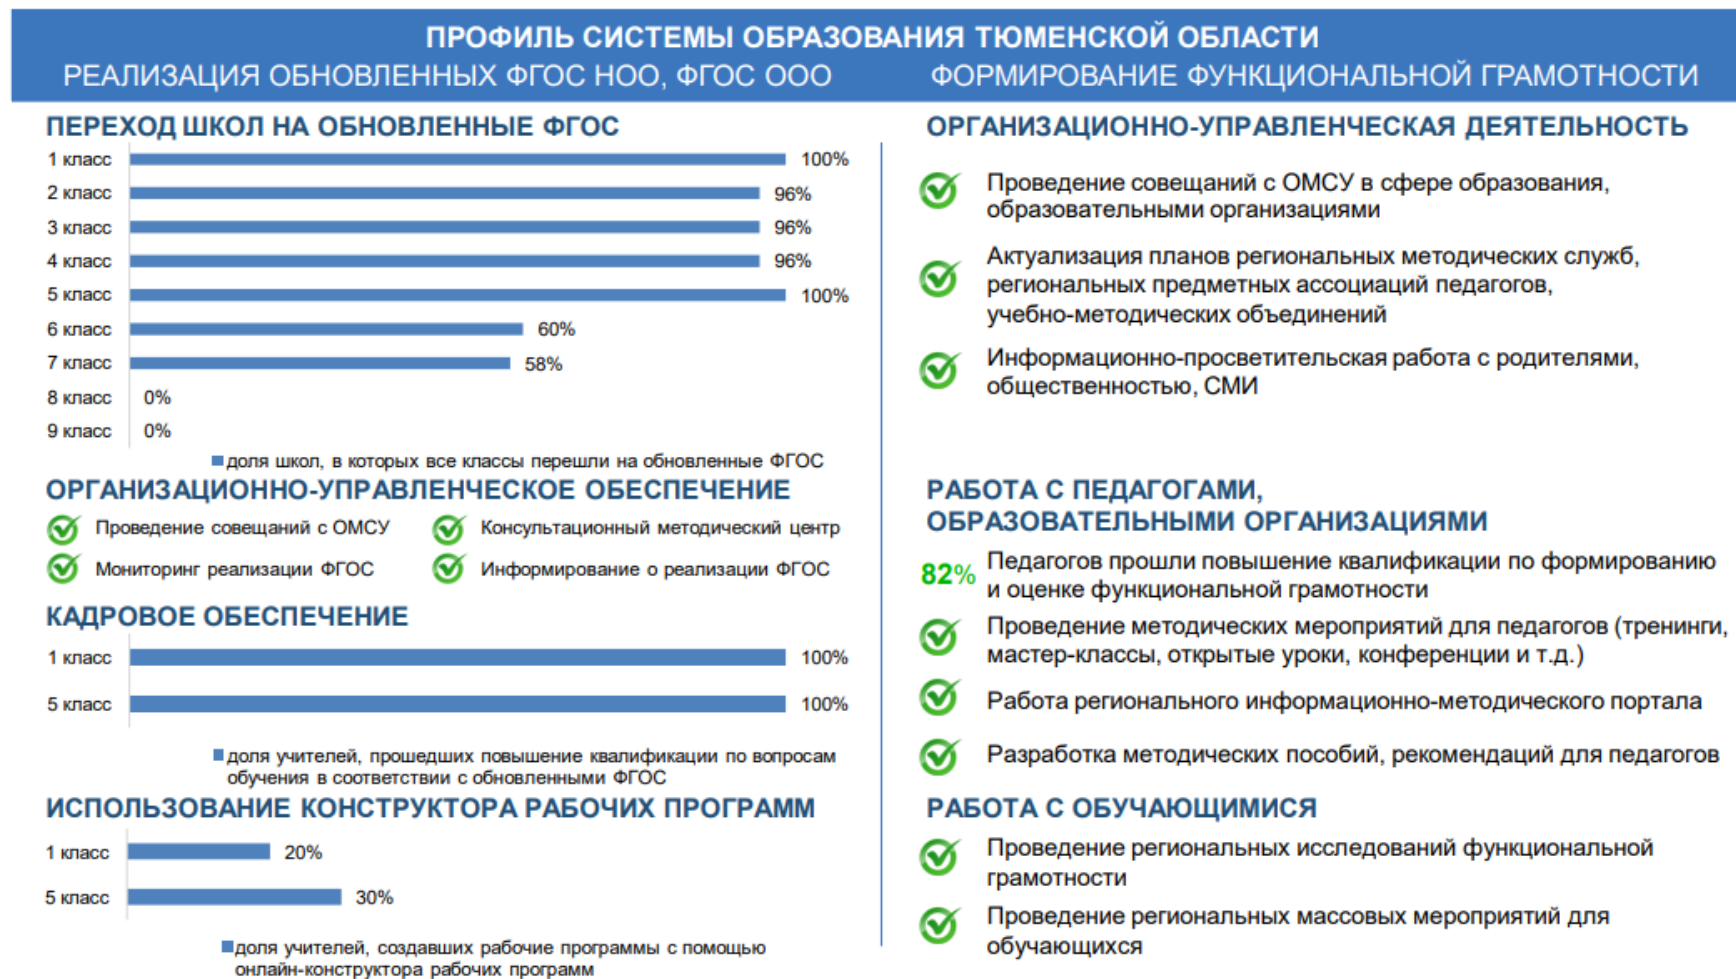 ПРОФИЛЬ СИСТЕМЫ ОБРАЗОВАНИЯ ТЮМЕНСКОЙ ОБЛАСТИ
РЕАЛИЗАЦИЯ ОБНОВЛЕННЫХ ФГОС НОО, ФГОС ООО
ФОРМИРОВАНИЕ ФУНКЦИОНАЛЬНОЙ ГРАМОТНОСТИ
ПЕРЕХОД ШКОЛ НА ОБНОВЛЕННЫЕ ФГОС
1 класс 100%
2 класс 96%
3 класс 96%
4 класс 96%
5 класс 100%
6 класс 60%
7 класс 58%
8 класс 0%
9 класс 0%
доля школ, в которых все классы перешли на обновленные ФГОС
ОРГАНИЗАЦИОННО-УПРАВЛЕНЧЕСКОЕ ОБЕСПЕЧЕНИЕ
Проведение совещаний с ОМСУ
Консультационный методический центр
Мониторинг реализации ФГОС
Информирование о реализации ФГОС
КАДРОВОЕ ОБЕСПЕЧЕНИЕ
1 класс 100%
5 класс 100%
доля учителей, прошедших повышение квалификации по вопросам
обучения в соответствии с обновленными ФГОС
ИСПОЛЬЗОВАНИЕ КОНСТРУКТОРА РАБОЧИХ ПРОГРАММ
1 класс 20%
5 класс 30%
доля учителей, создавших рабочие программы с помощью
онлайн-конструктора рабочих программ
ОРГАНИЗАЦИОННО-УПРАВЛЕНЧЕСКАЯ ДЕЯТЕЛЬНОСТЬ
Проведение совещаний с ОМСУ в сфере образования,
образовательными организациями
Актуализация планов региональных методических служб,
региональных предметных ассоциаций педагогов,
учебно-методических объединений
Информационно-просветительская работа с родителями,
общественностью, СМИ
РАБОТА С ПЕДАГОГАМИ,
ОБРАЗОВАТЕЛЬНЫМИ ОРГАНИЗАЦИЯМИ
82% Педагогов прошли повышение квалификации по формированию
и оценке функциональной грамотности
Проведение методических мероприятий для педагогов (тренинги,
мастер-классы, открытые уроки, конференции и т.д.)
Работа регионального информационно-методического портала
Разработка методических пособий, рекомендаций для педагогов
РАБОТА С ОБУЧАЮЩИМИСЯ
Проведение региональных исследований функциональной
грамотности
Проведение региональных массовых мероприятий для
обучающихся